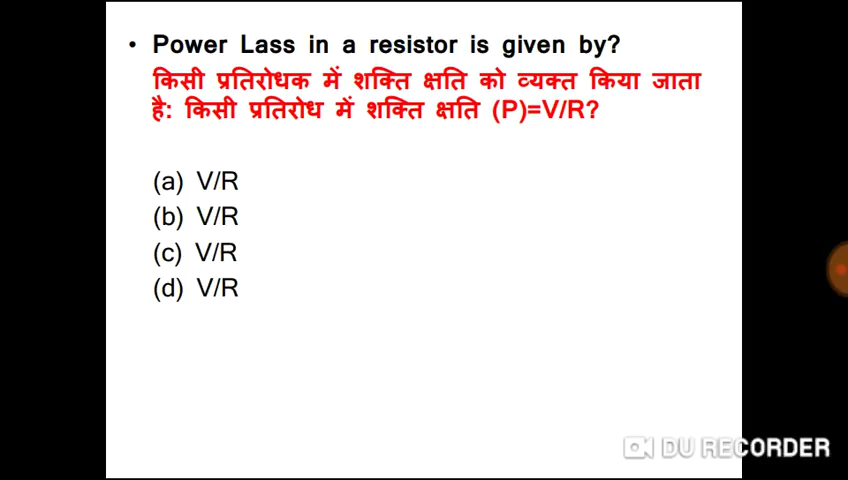 • Power Lass in a resistor is given by?
किसी प्रतिरोधक में शक्ति क्षति को व्यक्त किया जाता
है: किसी प्रतिरोध में शक्ति क्षति (P)=V/R?
(a) V/R
(b) V/R
(c) V/R
(d) V/R
DU RECORDER